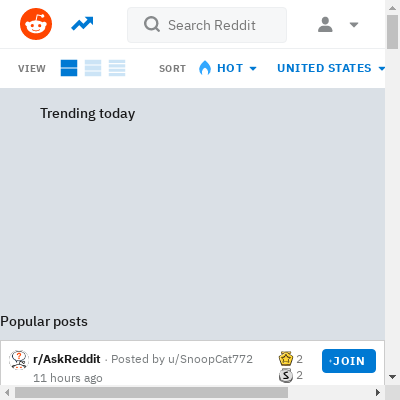 Search Reddit
VIEW SORT HOT UNITED STATES
Trending today
Popular posts
r/AskReddit · Posted by u/SnoopCat772 2
11 hours ago S 2
JOIN